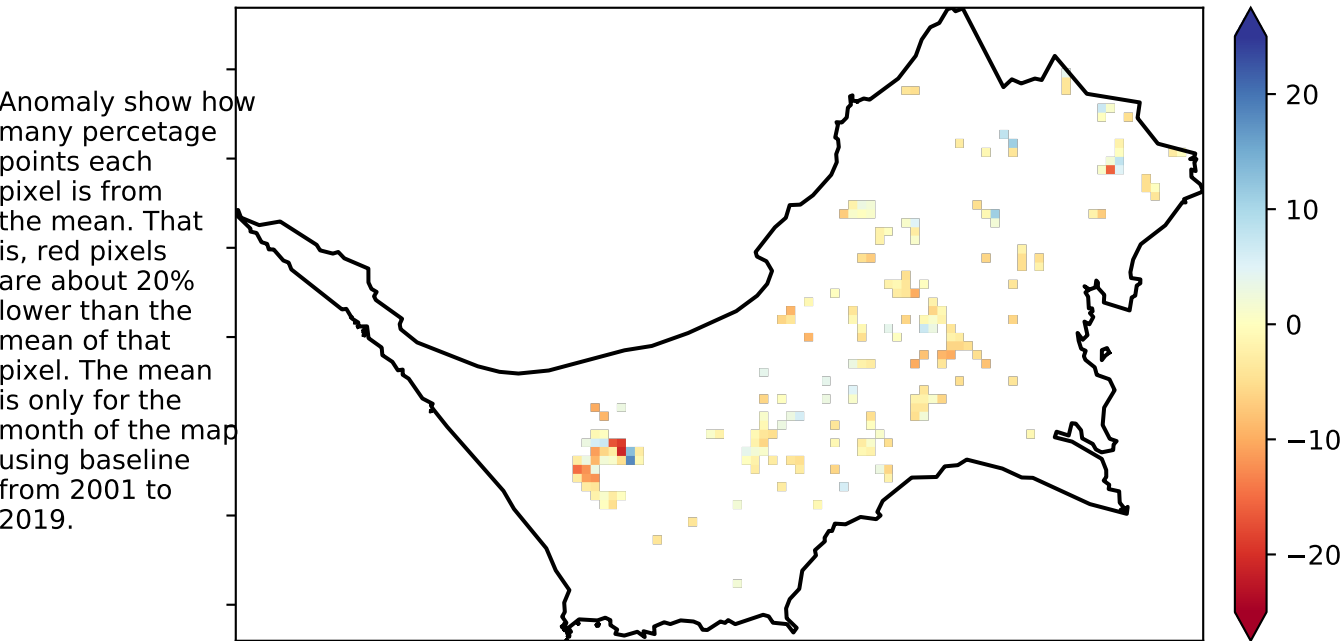 Anomaly show how
many percetage
points each
pixel is from
the mean. That
is, red pixels
are about 20%
lower than the
mean of that
pixel. The mean
is only for the
month of the map
using baseline
from 2001 to
2019.
20
10
0
−10
−20